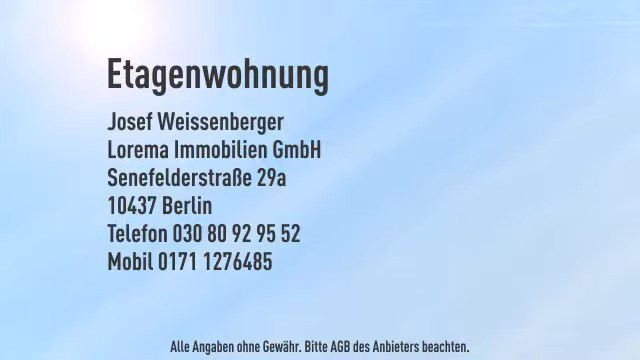 Etagenwohnung
Josef Weissenberger
Lorema Immobilien GmbH
Senefelderstraße 29a
10437 Berlin
Telefon 030 80 92 95 52
Mobil 0171 1276485
Alle Angaben ohne Gewähr. Bitte AGB des Anbieters beachten.